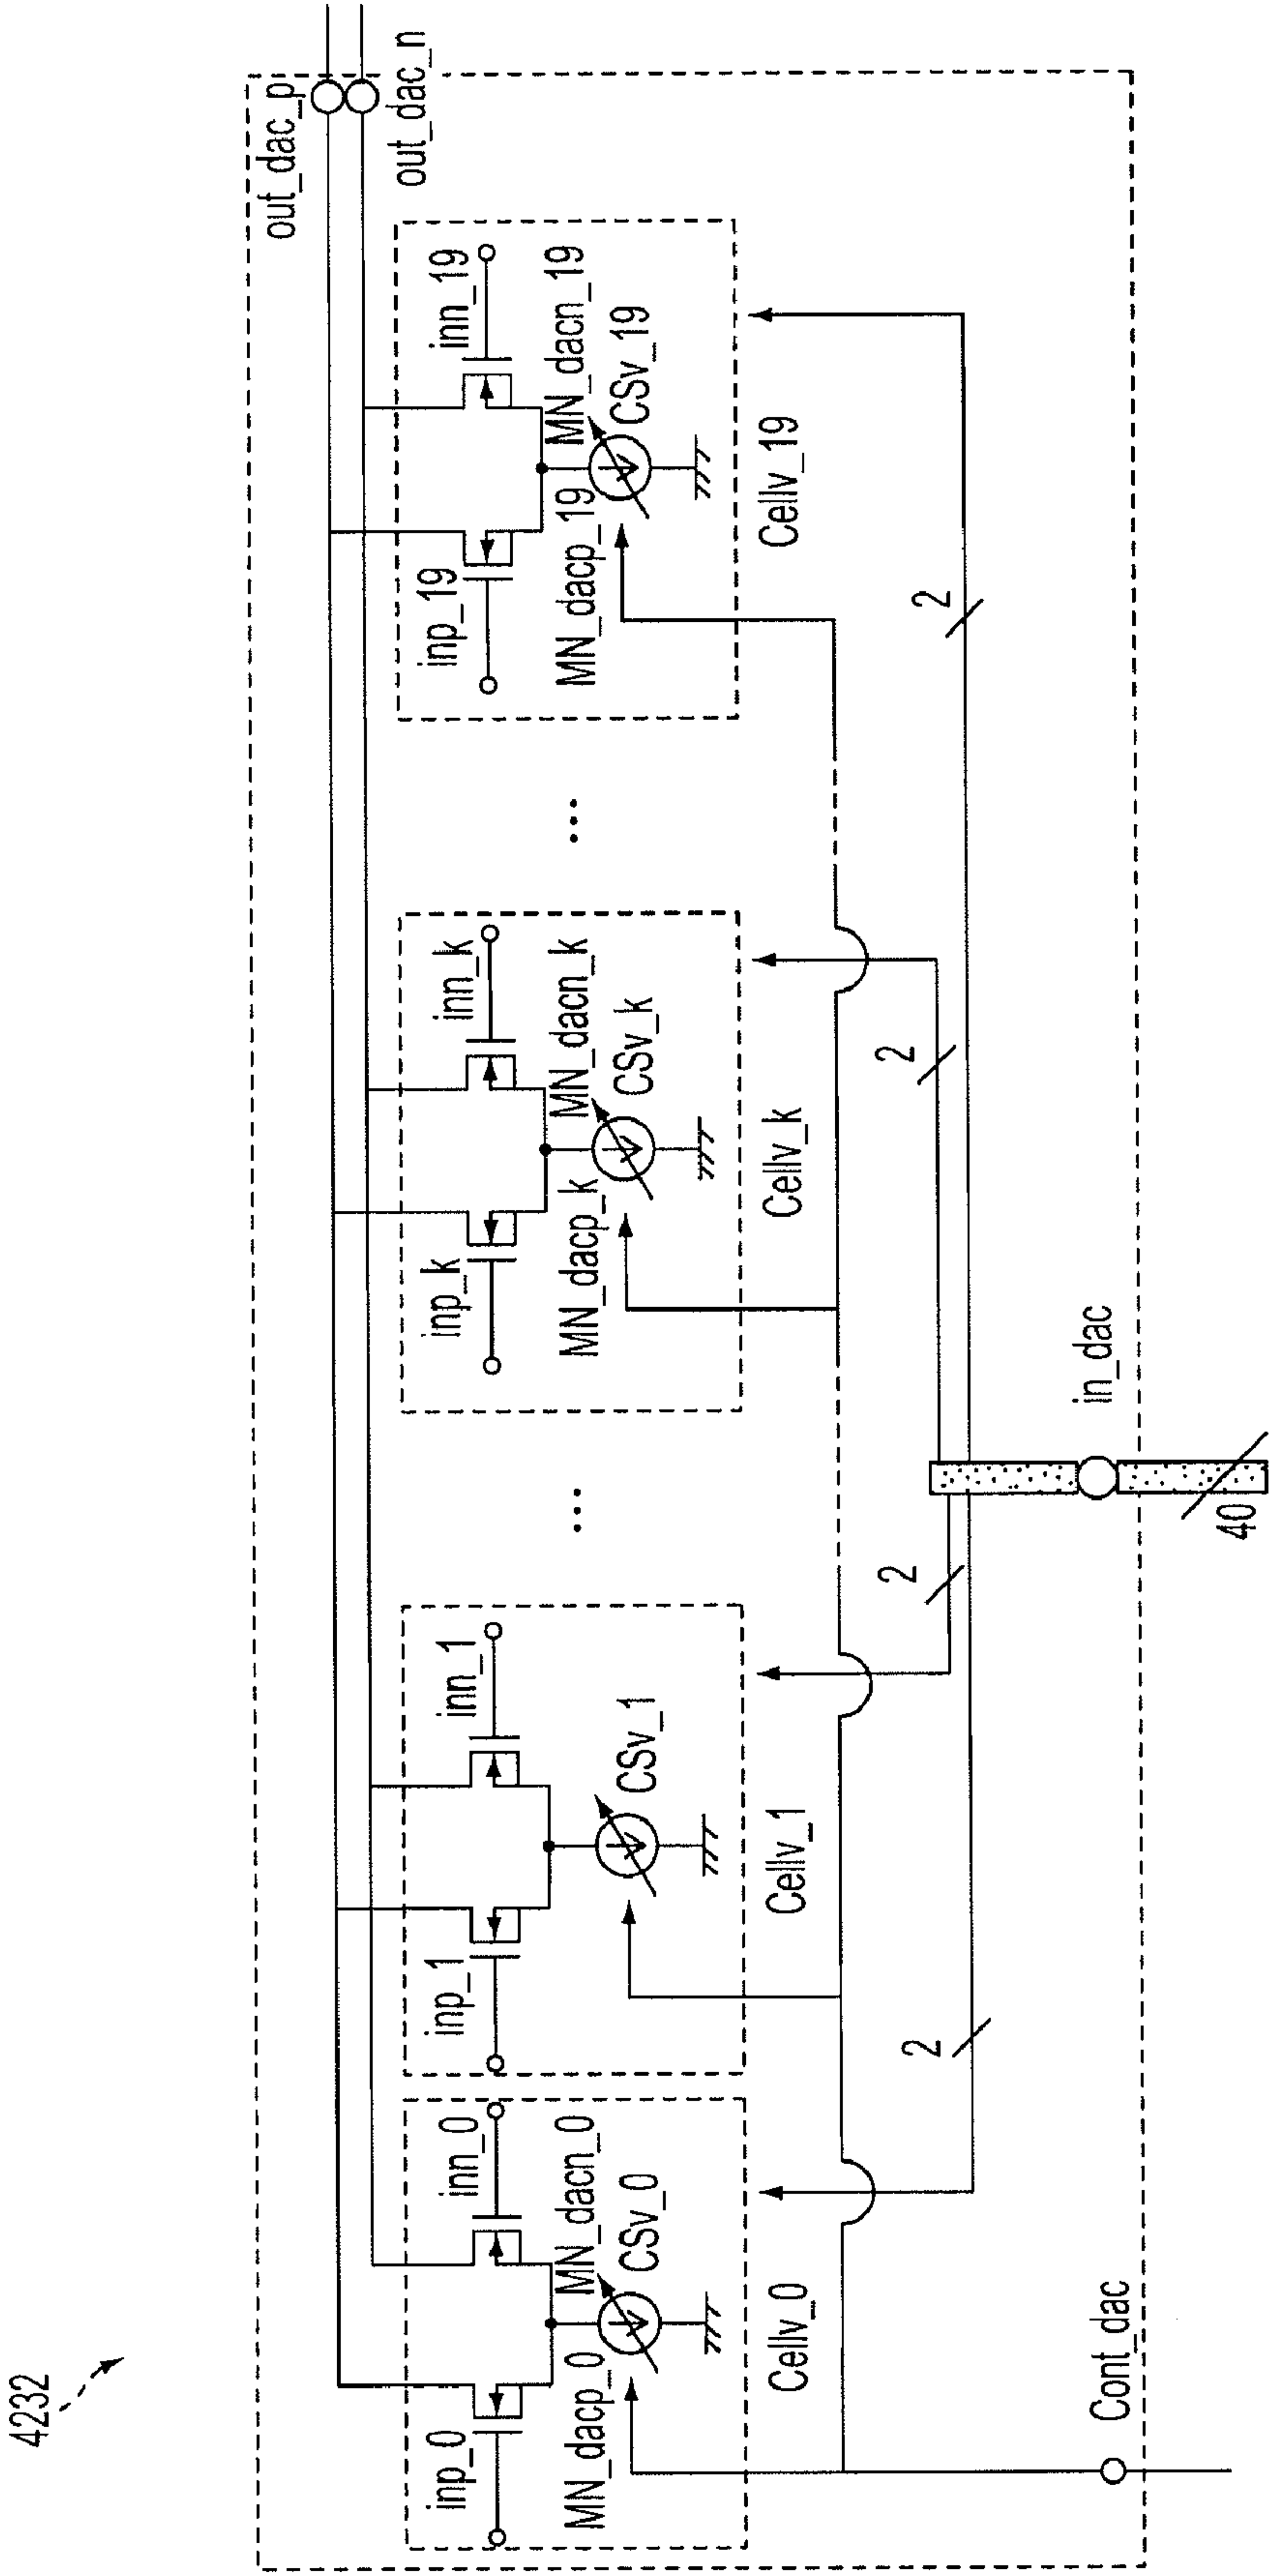 4232
out_dac_p
out_dac_n
inp_0
inn_0
MN_dacp_0
MN_dacn_0
CSv_0
Cellv_0
inp_1
inn_1
CSv_1
Cellv_1
...
inp_k
inn_k
MN_dacp_k
MN_dacn_k
CSv_k
Cellv_k
...
inp_19
inn_19
MN_dacp_19
MN_dacn_19
CSv_19
Cellv_19
2
2
2
2
Cont_dac
in_dac
40